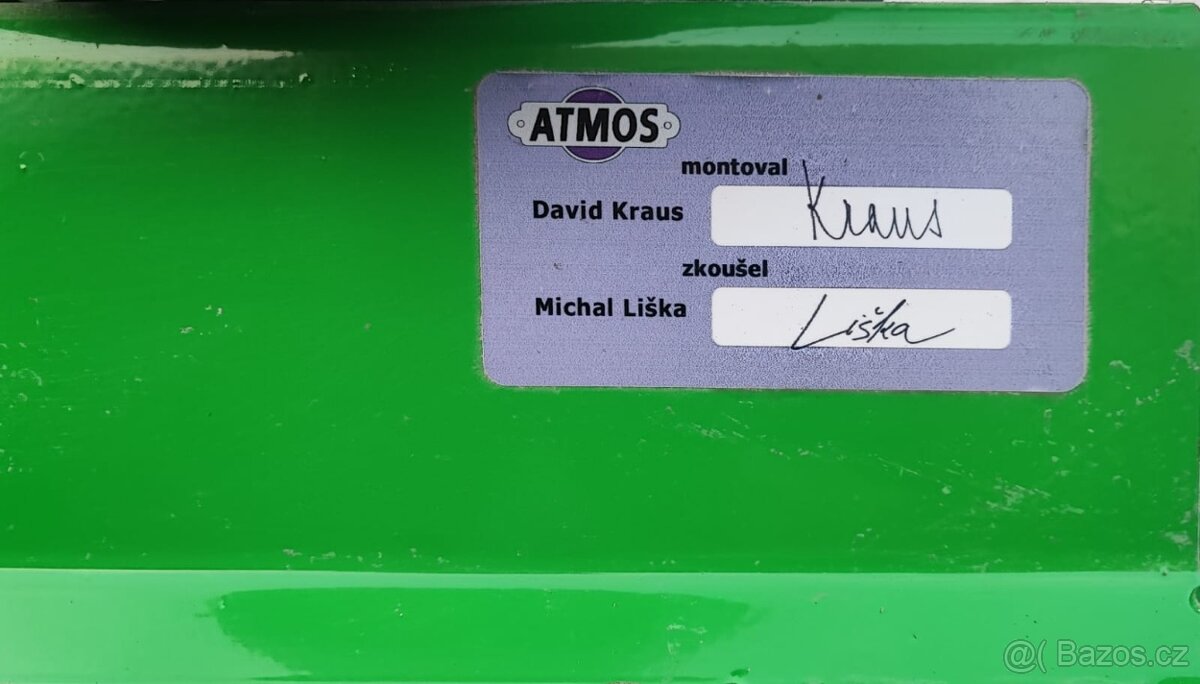 ATMOS
montoval
David Kraus Kraus
zkoušel
Michal Liška Liška
@( Bazos.cz